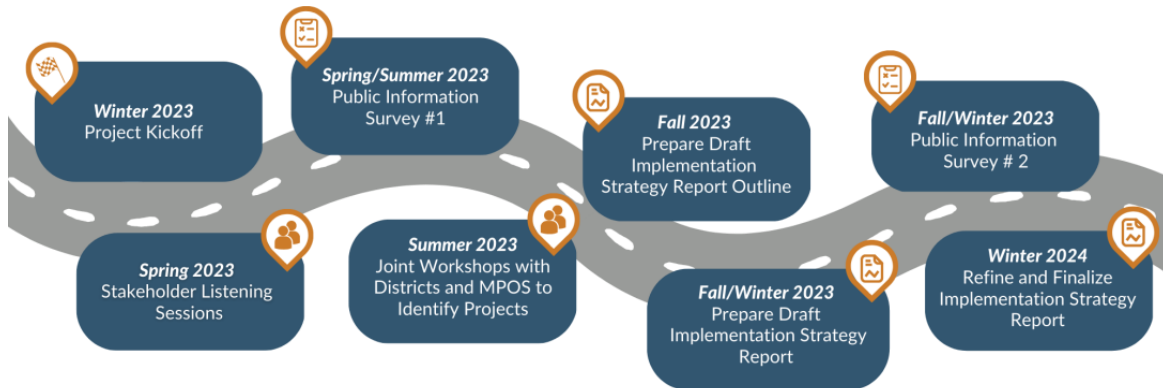 Winter 2023
Project Kickoff
Spring 2023
Stakeholder Listening
Sessions
Spring/Summer 2023
Public Information
Survey #1
Summer 2023
Joint Workshops with
Districts and MPOS to
Identify Projects
Fall 2023
Prepare Draft
Implementation
Strategy Report Outline
Fall/Winter 2023
Prepare Draft
Implementation Strategy
Report
Fall/Winter 2023
Public Information
Survey # 2
Winter 2024
Refine and Finalize
Implementation Strategy
Report